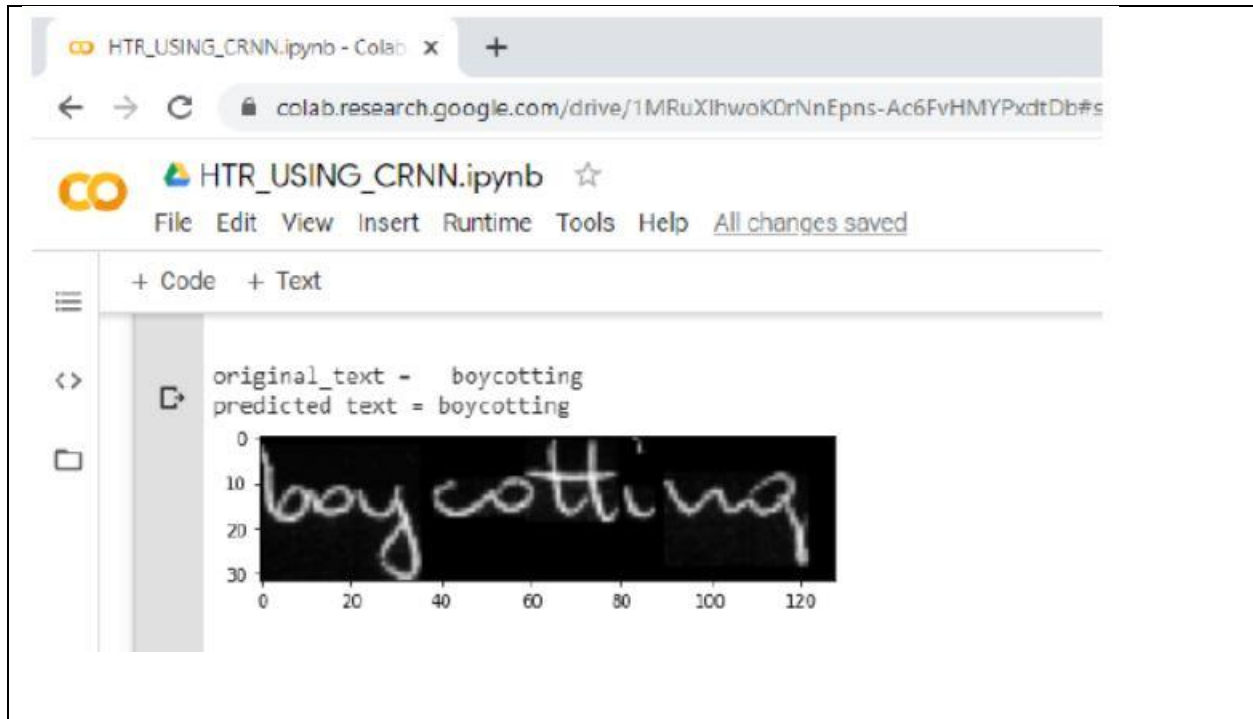 HTR_USING_CRNN.ipynb - Colab x +
colab.research.google.com/drive/1MRuXlhwoK0rNnEpns-Ac6FvHMYPxdtDb#s
CO HTR_USING_CRNN.ipynb
File Edit View Insert Runtime Tools Help All changes saved
+ Code + Text
original_text = boycotting
predicted text = boycotting
0
10
20
30
boycotting
0 20 40 60 80 100 120